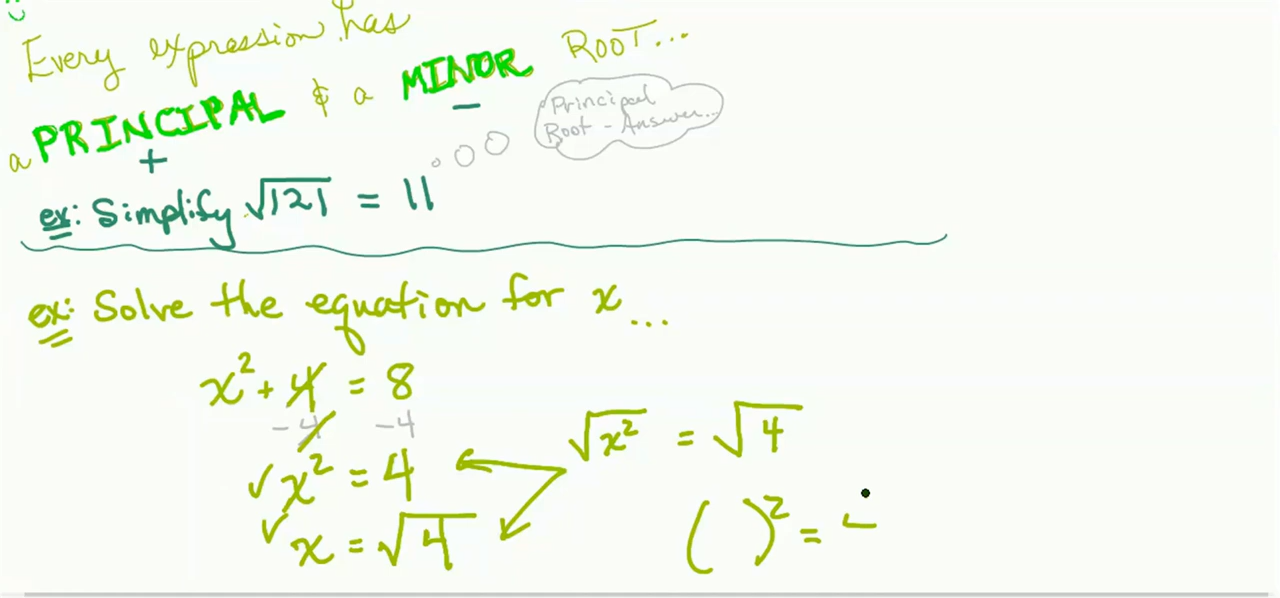 Every expression has
a PRINCIPAL & a MINOR ROOT...
+ −
Principal
Root - Answer...
ex: Simplify √121 = 11
ex: Solve the equation for x...
x² + 4 = 8
-4 -4
✓ x² = 4
√x² = √4
✓ x = √4
( )² =